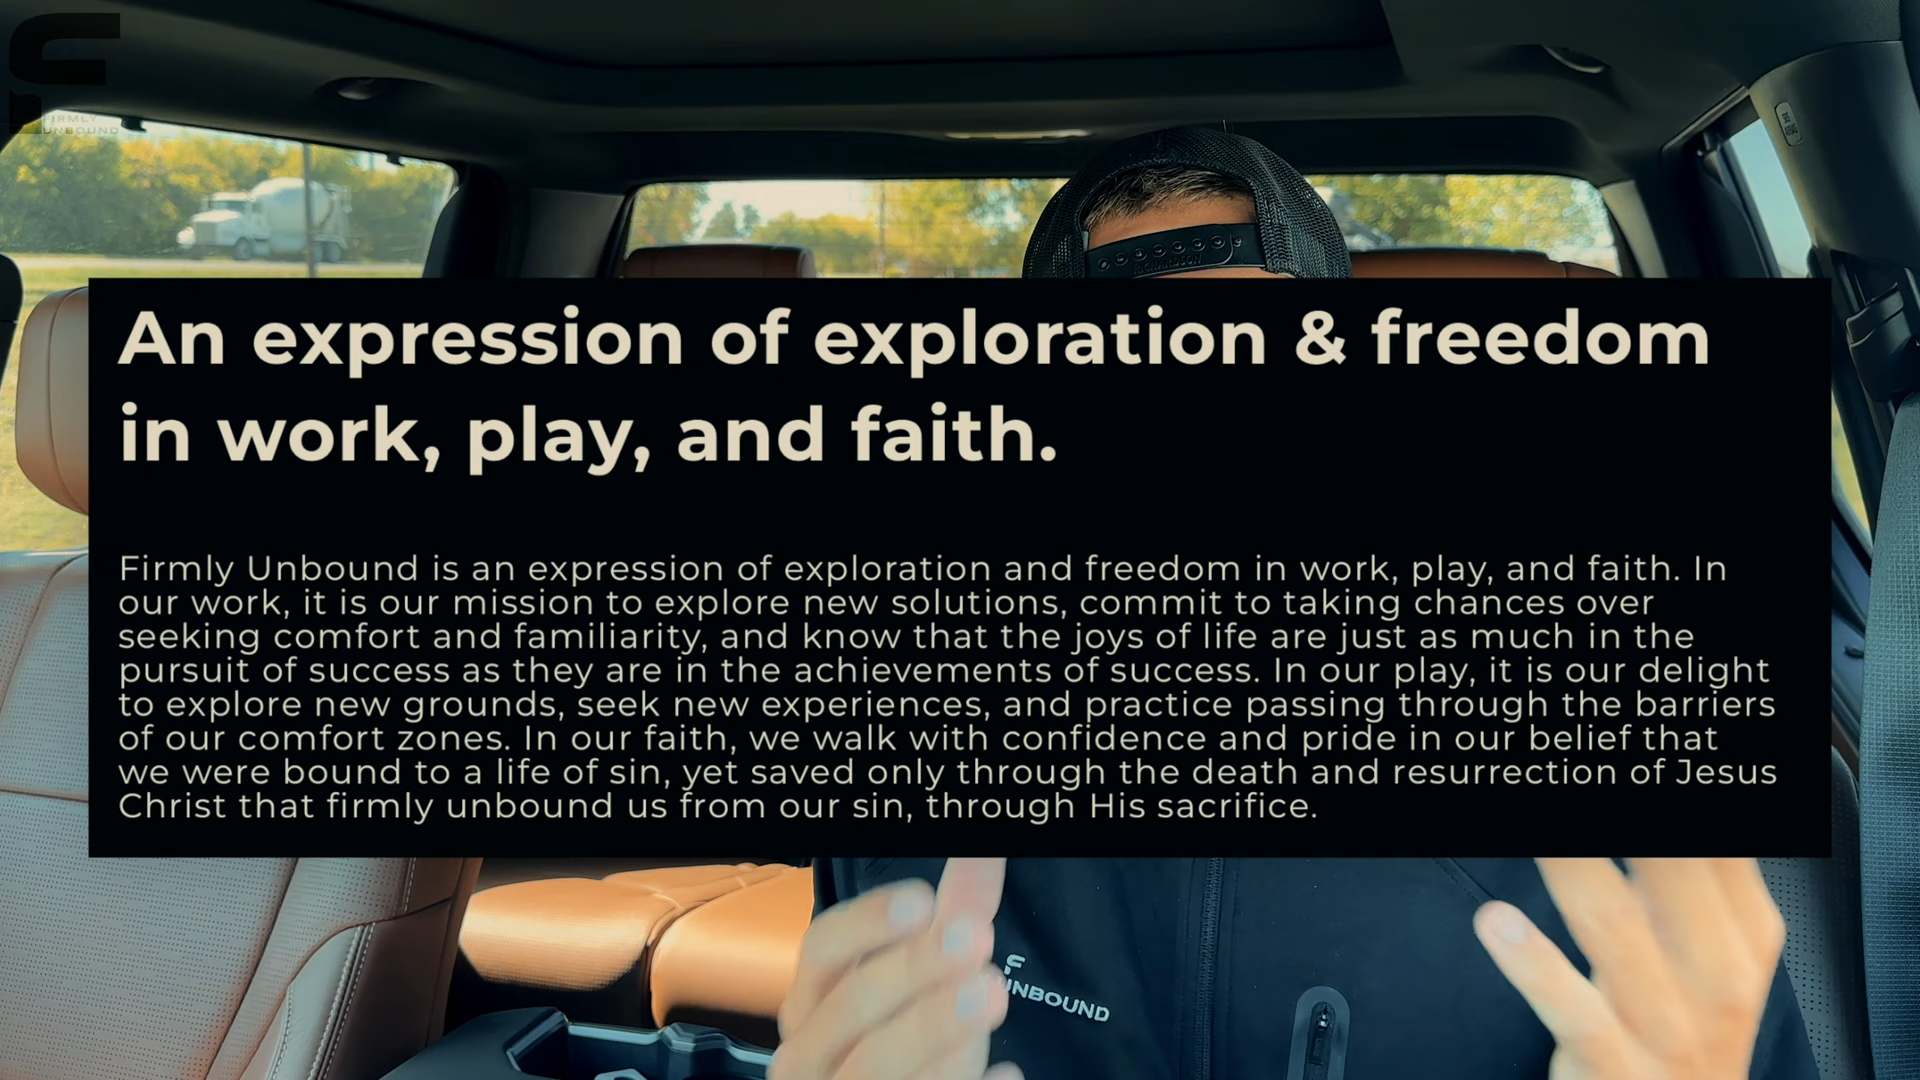 FIRMLY
UNBOUND
An expression of exploration & freedom
in work, play, and faith.
Firmly Unbound is an expression of exploration and freedom in work, play, and faith. In
our work, it is our mission to explore new solutions, commit to taking chances over
seeking comfort and familiarity, and know that the joys of life are just as much in the
pursuit of success as they are in the achievements of success. In our play, it is our delight
to explore new grounds, seek new experiences, and practice passing through the barriers
of our comfort zones. In our faith, we walk with confidence and pride in our belief that
we were bound to a life of sin, yet saved only through the death and resurrection of Jesus
Christ that firmly unbound us from our sin, through His sacrifice.
UNBOUND